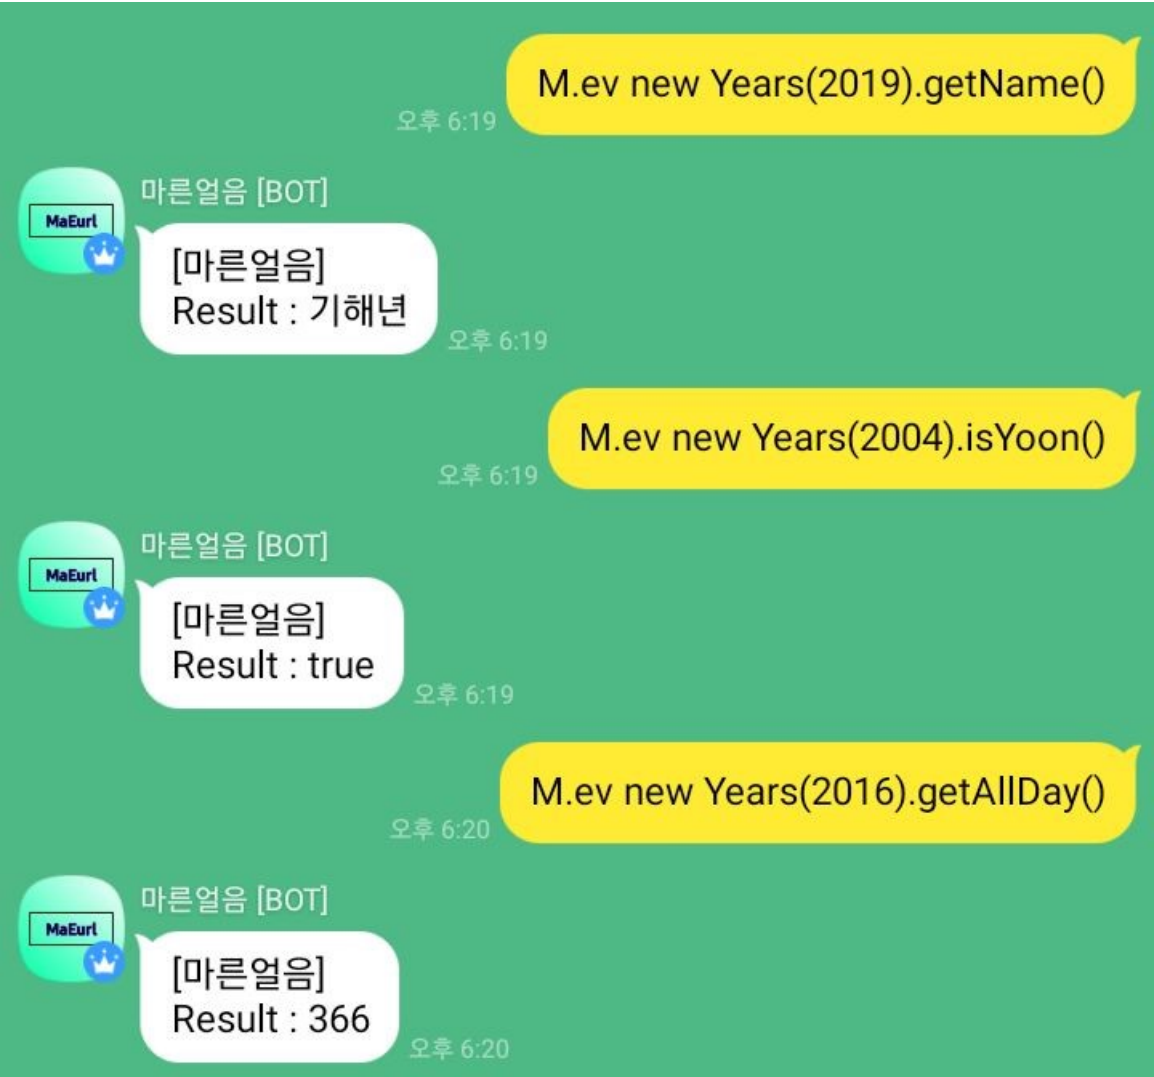 M.ev new Years(2019).getName()
오후 6:19
마른얼음 [BOT]
MaEurl
[마른얼음]
Result : 기해년
오후 6:19
M.ev new Years(2004).isYoon()
오후 6:19
마른얼음 [BOT]
MaEurl
[마른얼음]
Result : true
오후 6:19
M.ev new Years(2016).getAllDay()
오후 6:20
마른얼음 [BOT]
MaEurl
[마른얼음]
Result : 366
오후 6:20